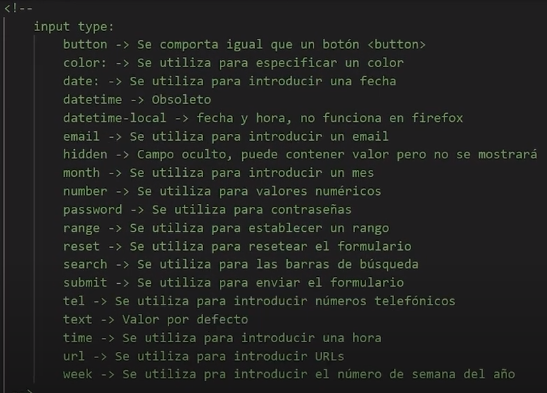 <!--
input type:
button -> Se comporta igual que un botón <button>
color: -> Se utiliza para especificar un color
date: -> Se utiliza para introducir una fecha
datetime -> Obsoleto
datetime-local -> fecha y hora, no funciona en firefox
email -> Se utiliza para introducir un email
hidden -> Campo oculto, puede contener valor pero no se mostrará
month -> Se utiliza para introducir un mes
number -> Se utiliza para valores numéricos
password -> Se utiliza para contraseñas
range -> Se utiliza para establecer un rango
reset -> Se utiliza para resetear el formulario
search -> Se utiliza para las barras de búsqueda
submit -> Se utiliza para enviar el formulario
tel -> Se utiliza para introducir números telefónicos
text -> Valor por defecto
time -> Se utiliza para introducir una hora
url -> Se utiliza para introducir URLs
week -> Se utiliza pra introducir el número de semana del año